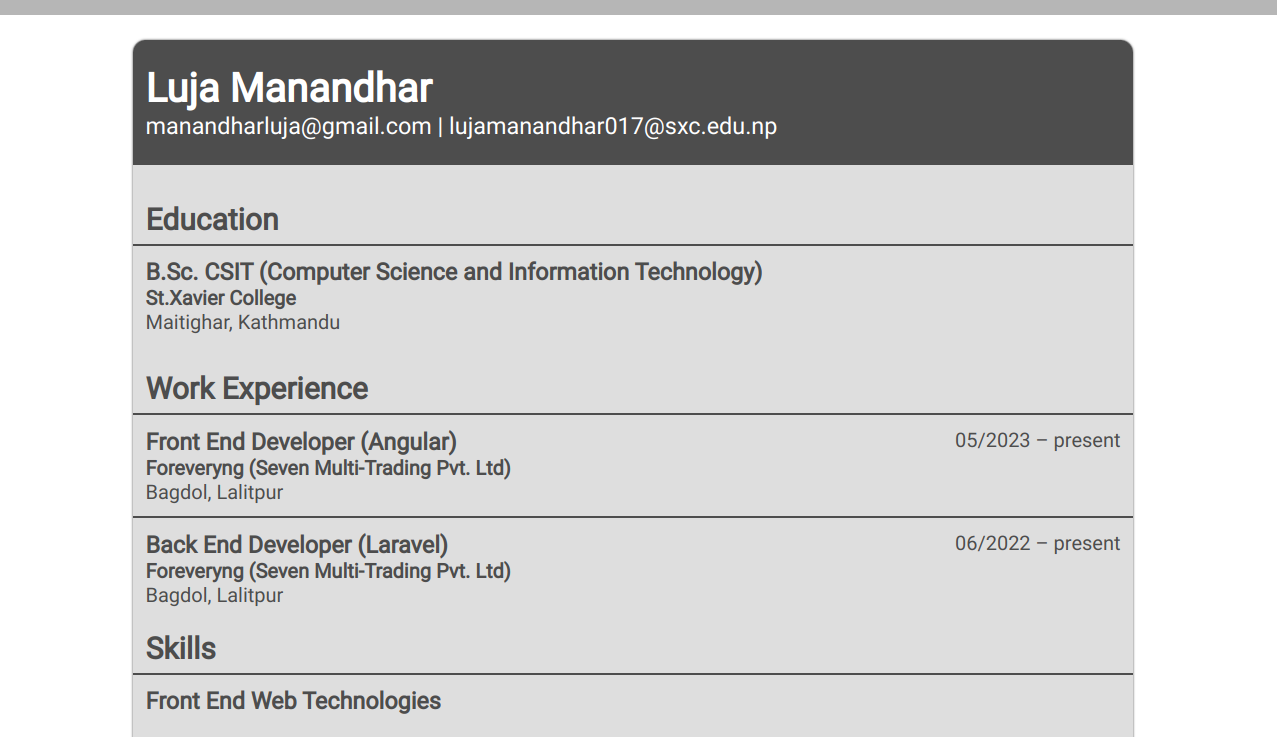 Luja Manandhar
manandharluja@gmail.com | lujamanandhar017@sxc.edu.np
Education
B.Sc. CSIT (Computer Science and Information Technology)
St.Xavier College
Maitighar, Kathmandu
Work Experience
Front End Developer (Angular) 05/2023 – present
Foreveryng (Seven Multi-Trading Pvt. Ltd)
Bagdol, Lalitpur
Back End Developer (Laravel) 06/2022 – present
Foreveryng (Seven Multi-Trading Pvt. Ltd)
Bagdol, Lalitpur
Skills
Front End Web Technologies